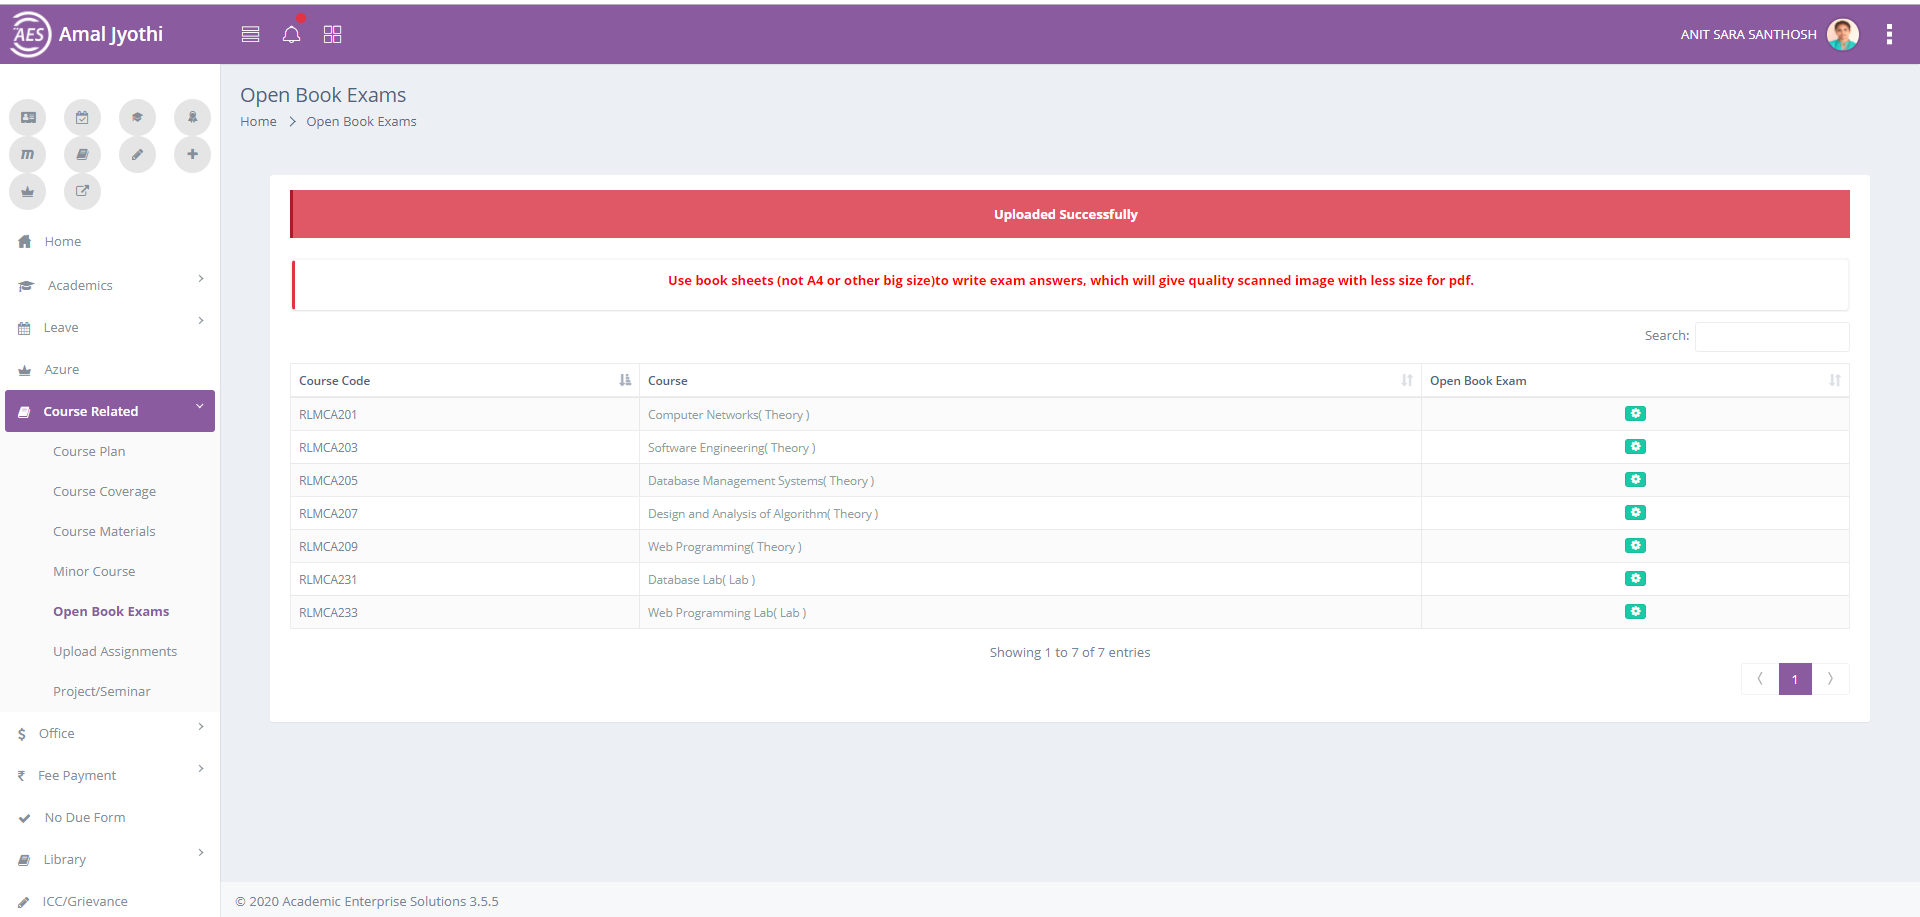 AES Amal Jyothi
ANIT SARA SANTHOSH
m
Home
Academics
Leave
Azure
Course Related
Course Plan
Course Coverage
Course Materials
Minor Course
Open Book Exams
Upload Assignments
Project/Seminar
$ Office
₹ Fee Payment
No Due Form
Library
ICC/Grievance
Open Book Exams
Home > Open Book Exams
Uploaded Successfully
Use book sheets (not A4 or other big size)to write exam answers, which will give quality scanned image with less size for pdf.
Search:
Course Code Course Open Book Exam
RLMCA201 Computer Networks( Theory )
RLMCA203 Software Engineering( Theory )
RLMCA205 Database Management Systems( Theory )
RLMCA207 Design and Analysis of Algorithm( Theory )
RLMCA209 Web Programming( Theory )
RLMCA231 Database Lab( Lab )
RLMCA233 Web Programming Lab( Lab )
Showing 1 to 7 of 7 entries
1
© 2020 Academic Enterprise Solutions 3.5.5